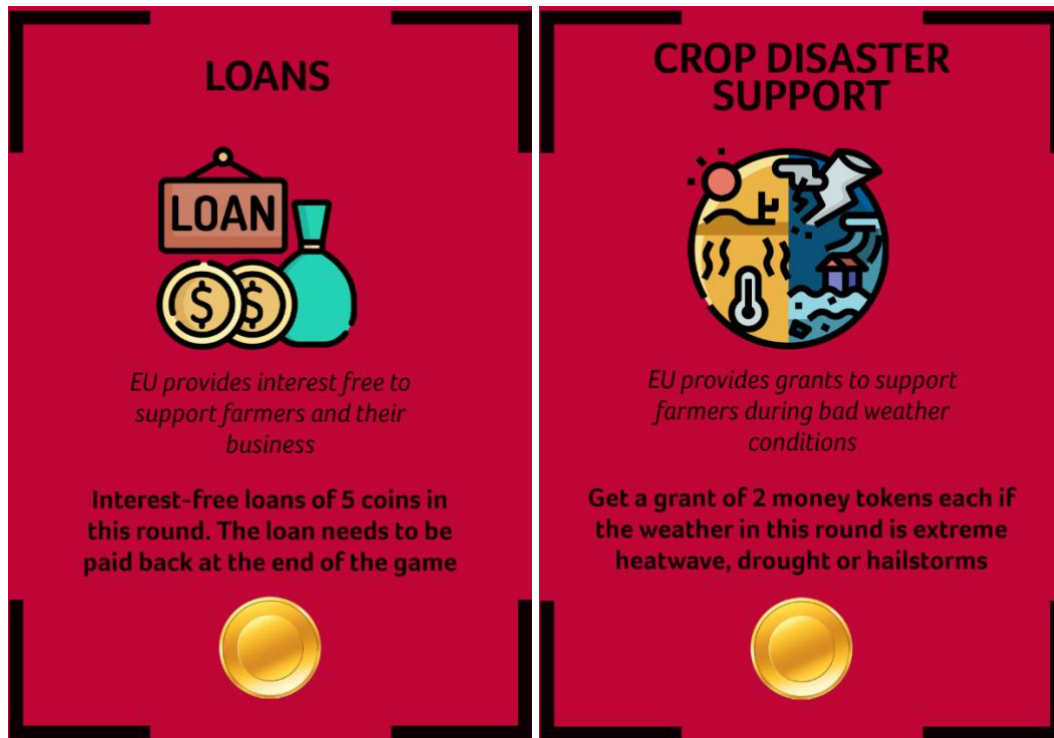 LOANS
LOAN
$ $
EU provides interest free to
support farmers and their
business
Interest-free loans of 5 coins in
this round. The loan needs to be
paid back at the end of the game
CROP DISASTER
SUPPORT
EU provides grants to support
farmers during bad weather
conditions
Get a grant of 2 money tokens each if
the weather in this round is extreme
heatwave, drought or hailstorms